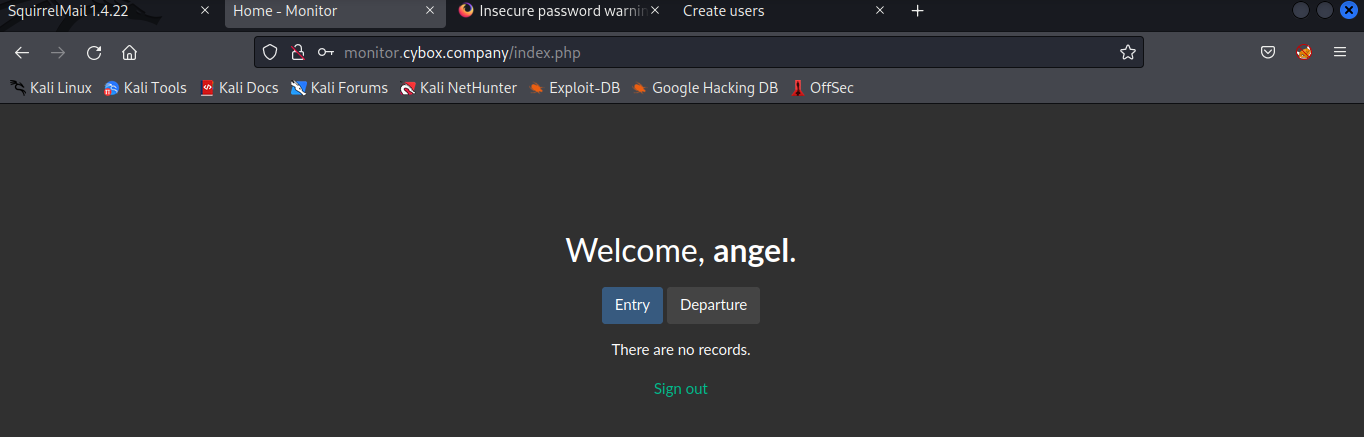 SquirrelMail 1.4.22 Home - Monitor Insecure password warnin Create users
monitor.cybox.company/index.php
Kali Linux Kali Tools Kali Docs Kali Forums Kali NetHunter Exploit-DB Google Hacking DB OffSec
Welcome, angel.
Entry Departure
There are no records.
Sign out